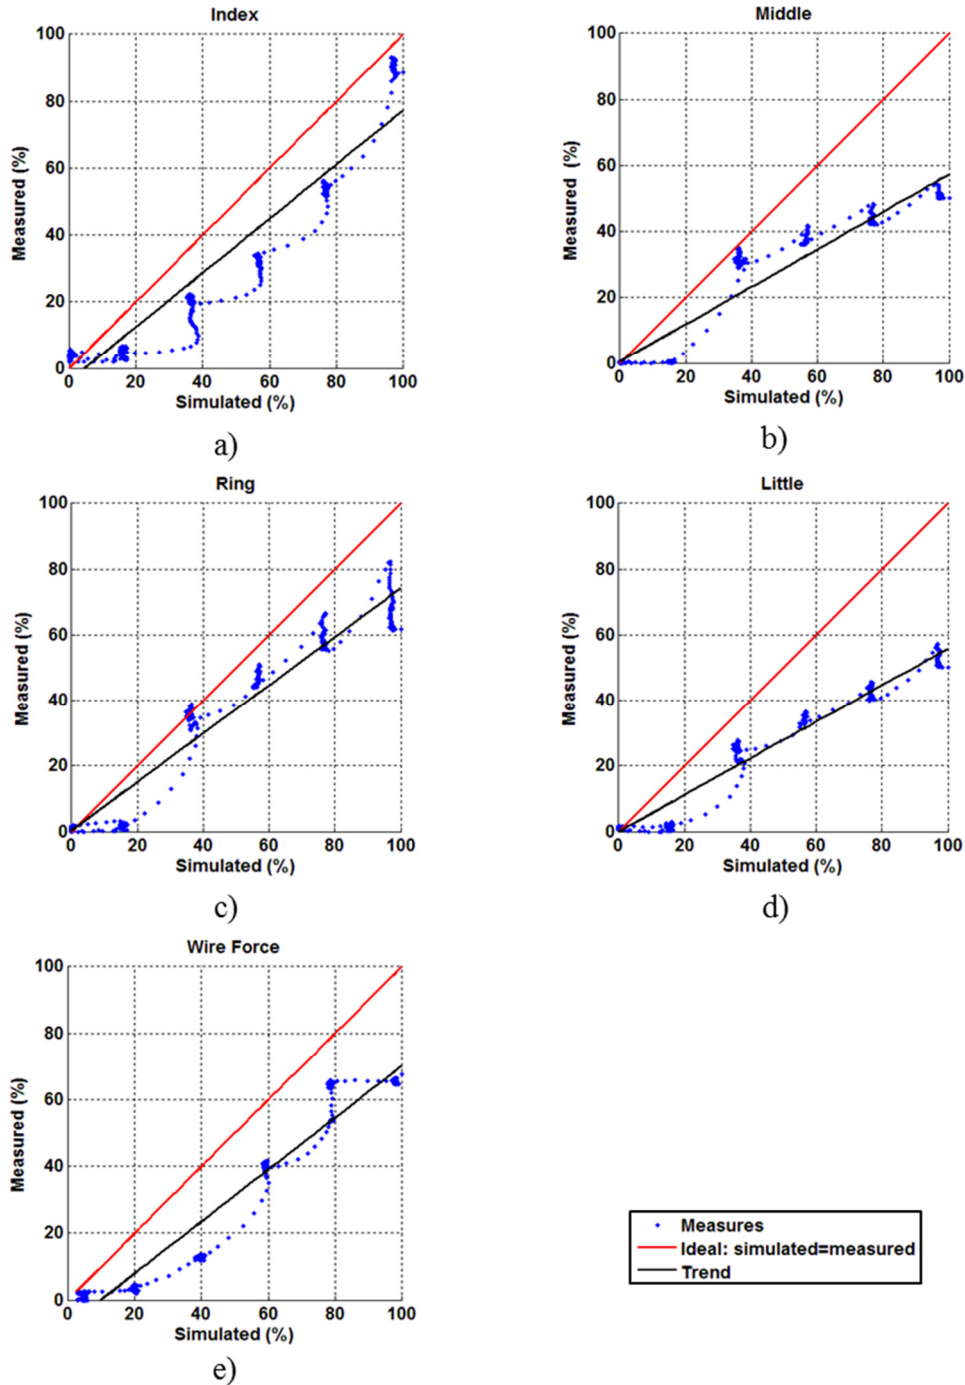 Index
100
80
60
40
20
0
Measured (%)
0 20 40 60 80 100
Simulated (%)
a)
Middle
100
80
60
40
20
0
Measured (%)
0 20 40 60 80 100
Simulated (%)
b)
Ring
100
80
60
40
20
0
Measured (%)
0 20 40 60 80 100
Simulated (%)
c)
Little
100
80
60
40
20
0
Measured (%)
0 20 40 60 80 100
Simulated (%)
d)
Wire Force
100
80
60
40
20
0
Measured (%)
0 20 40 60 80 100
Simulated (%)
e)
Measures
Ideal: simulated=measured
Trend